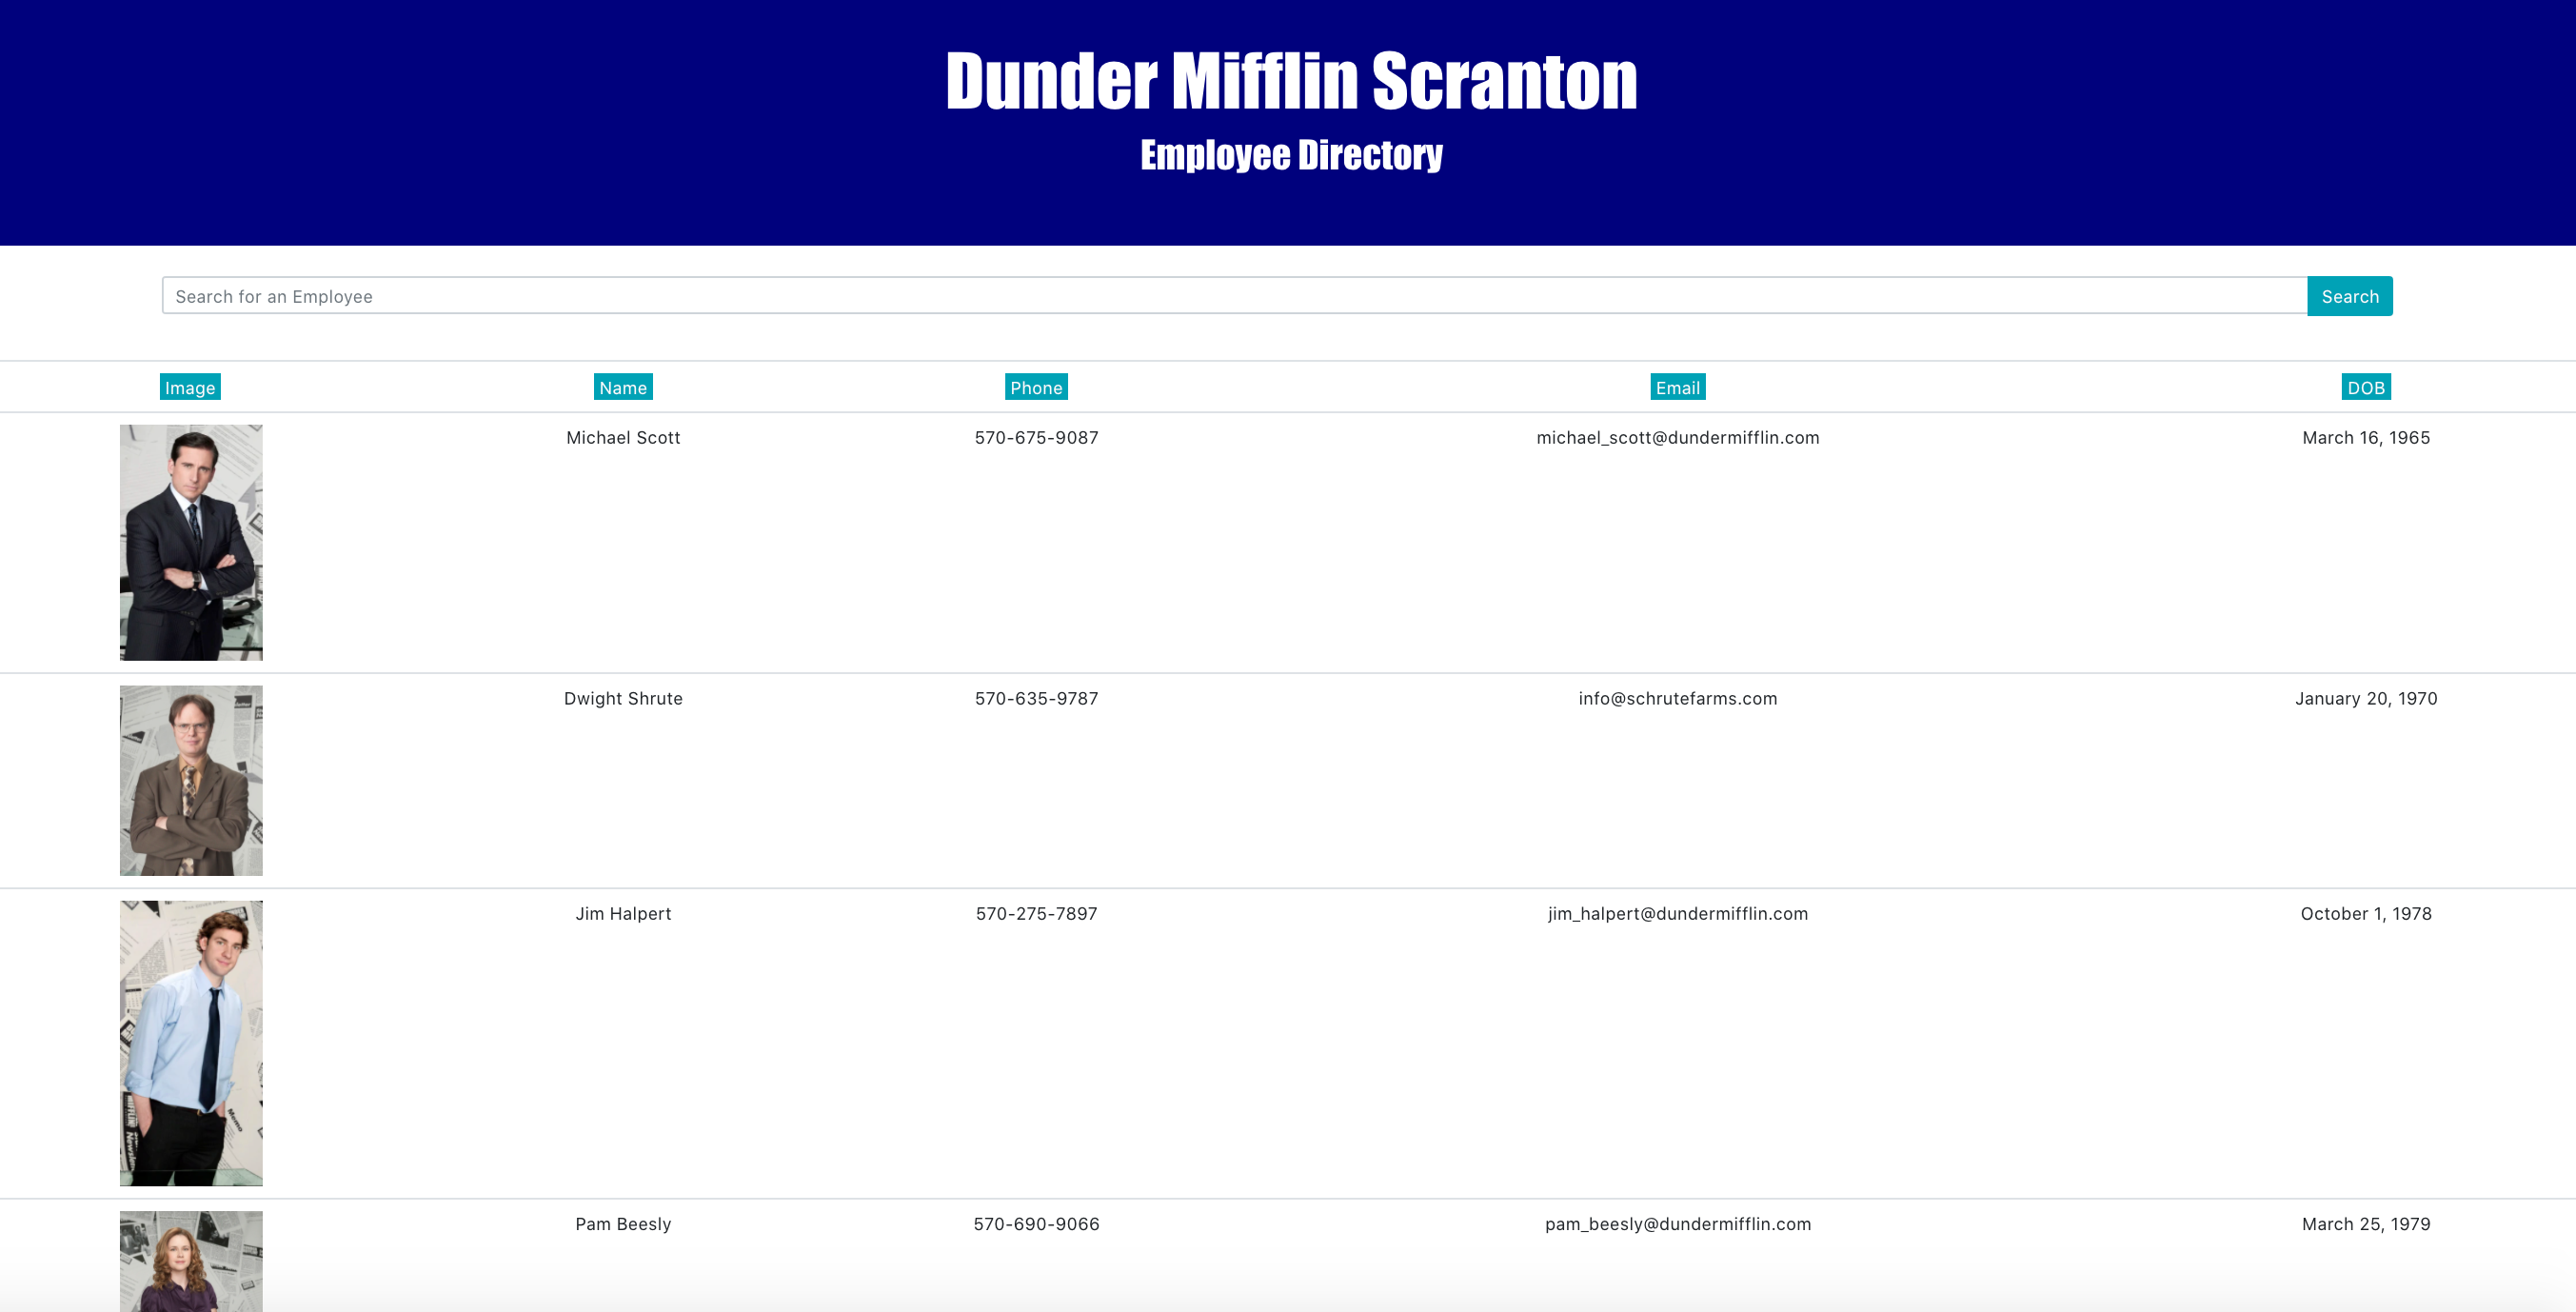 Dunder Mifflin Scranton
Employee Directory
Search for an Employee Search
Image Name Phone Email DOB
Michael Scott 570-675-9087 michael_scott@dundermifflin.com March 16, 1965
Dwight Shrute 570-635-9787 info@schrutefarms.com January 20, 1970
Jim Halpert 570-275-7897 jim_halpert@dundermifflin.com October 1, 1978
Pam Beesly 570-690-9066 pam_beesly@dundermifflin.com March 25, 1979